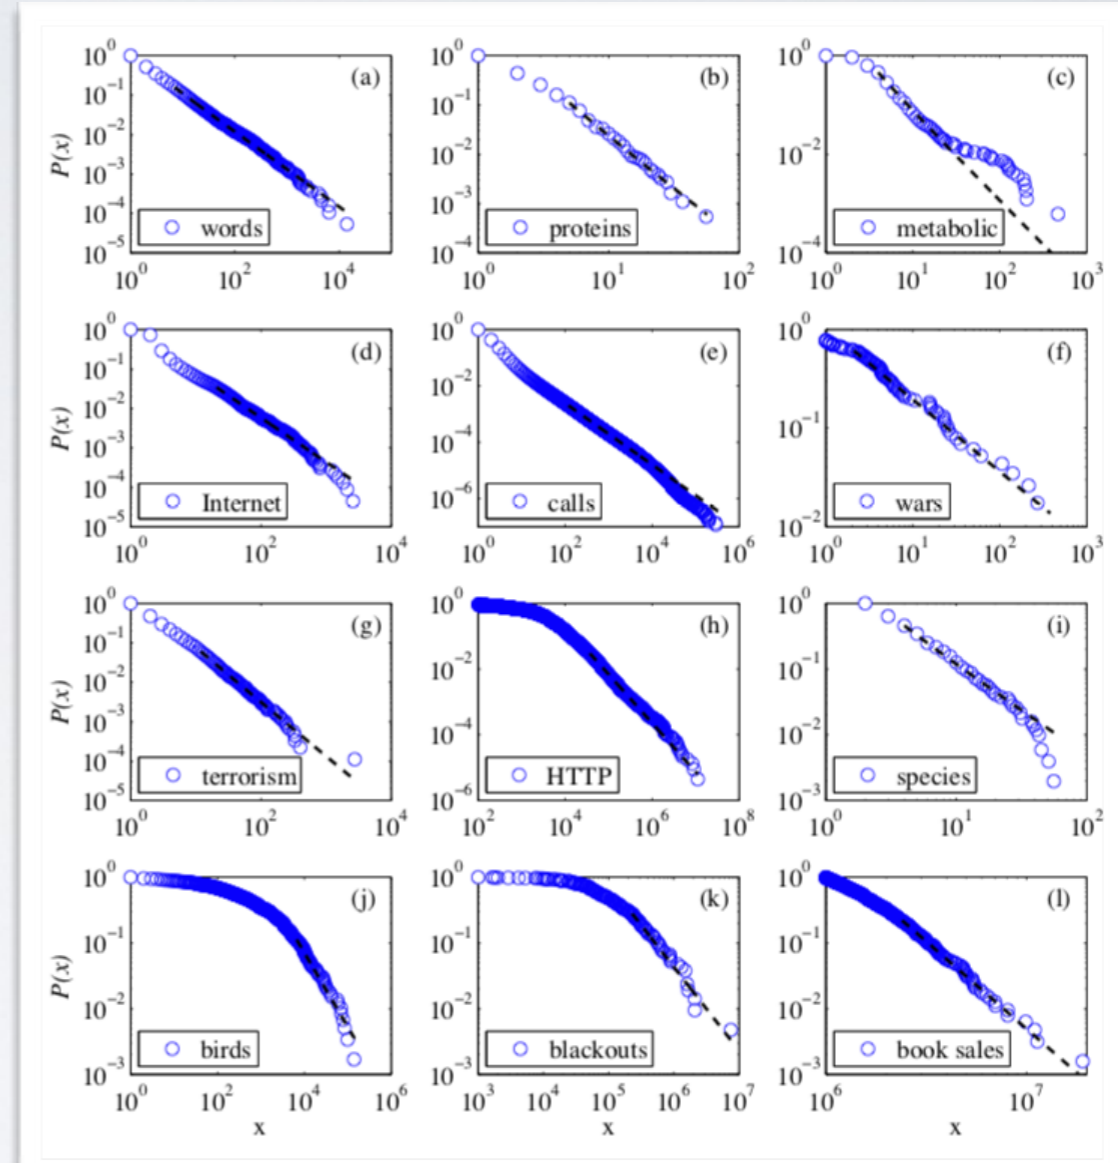 10^0 10^-1 10^-2 10^-3 10^-4 10^-5 P(x) (a) words 10^0 10^2 10^4
10^0 10^-1 10^-2 10^-3 10^-4 (b) proteins 10^0 10^1 10^2
10^0 10^-2 10^-4 (c) metabolic 10^0 10^1 10^2 10^3
10^0 10^-1 10^-2 10^-3 10^-4 10^-5 P(x) (d) Internet 10^0 10^2 10^4
10^0 10^-2 10^-4 10^-6 (e) calls 10^0 10^2 10^4 10^6
10^0 10^-1 10^-2 (f) wars 10^0 10^1 10^2 10^3
10^0 10^-1 10^-2 10^-3 10^-4 10^-5 P(x) (g) terrorism 10^0 10^2 10^4
10^0 10^-2 10^-4 10^-6 (h) HTTP 10^2 10^4 10^6 10^8
10^0 10^-1 10^-2 10^-3 (i) species 10^0 10^1 10^2
10^0 10^-1 10^-2 10^-3 P(x) (j) birds 10^0 10^2 10^4 10^6 x
10^0 10^-1 10^-2 10^-3 (k) blackouts 10^3 10^4 10^5 10^6 10^7 x
10^0 10^-1 10^-2 10^-3 (l) book sales 10^6 10^7 x